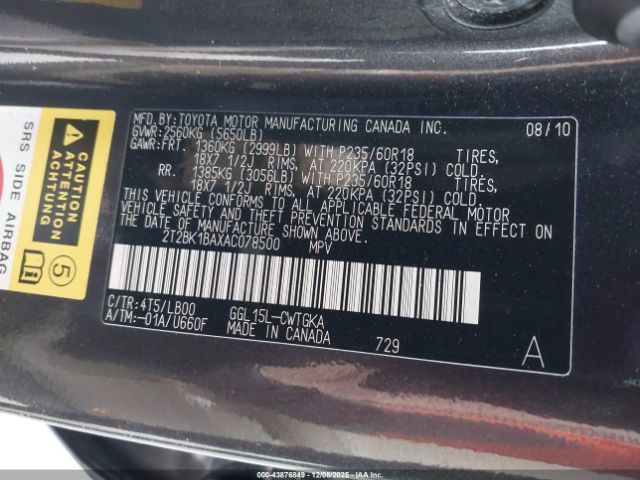 MFD.BY:TOYOTA MOTOR MANUFACTURING CANADA INC. 08/10
GVWR:2560KG (5650LB)
GAWR:FRT. 1360KG (2999LB) WITH P235/60R18 TIRES,
18X7 1/2J RIMS, AT 220KPA (32PSI) COLD.
RR. 1385KG (3056LB) WITH P235/60R18 TIRES,
18X7 1/2J RIMS, AT 220KPA (32PSI) COLD.
THIS VEHICLE CONFORMS TO ALL APPLICABLE FEDERAL MOTOR
VEHICLE SAFETY AND THEFT PREVENTION STANDARDS IN EFFECT ON
THE DATE OF MANUFACTURE SHOWN ABOVE.
2T2BK1BAXAC078500 MPV
C/TR:4T5/LB00 GGL15L-CWTGKA
A/TM:-01A/U660F MADE IN CANADA 729 A
SRS SIDE AIRBAG
CAUTION
ATTENTION
ACHTUNG
i
5
000-43876849 - 12/08/2025 - IAAI.CA